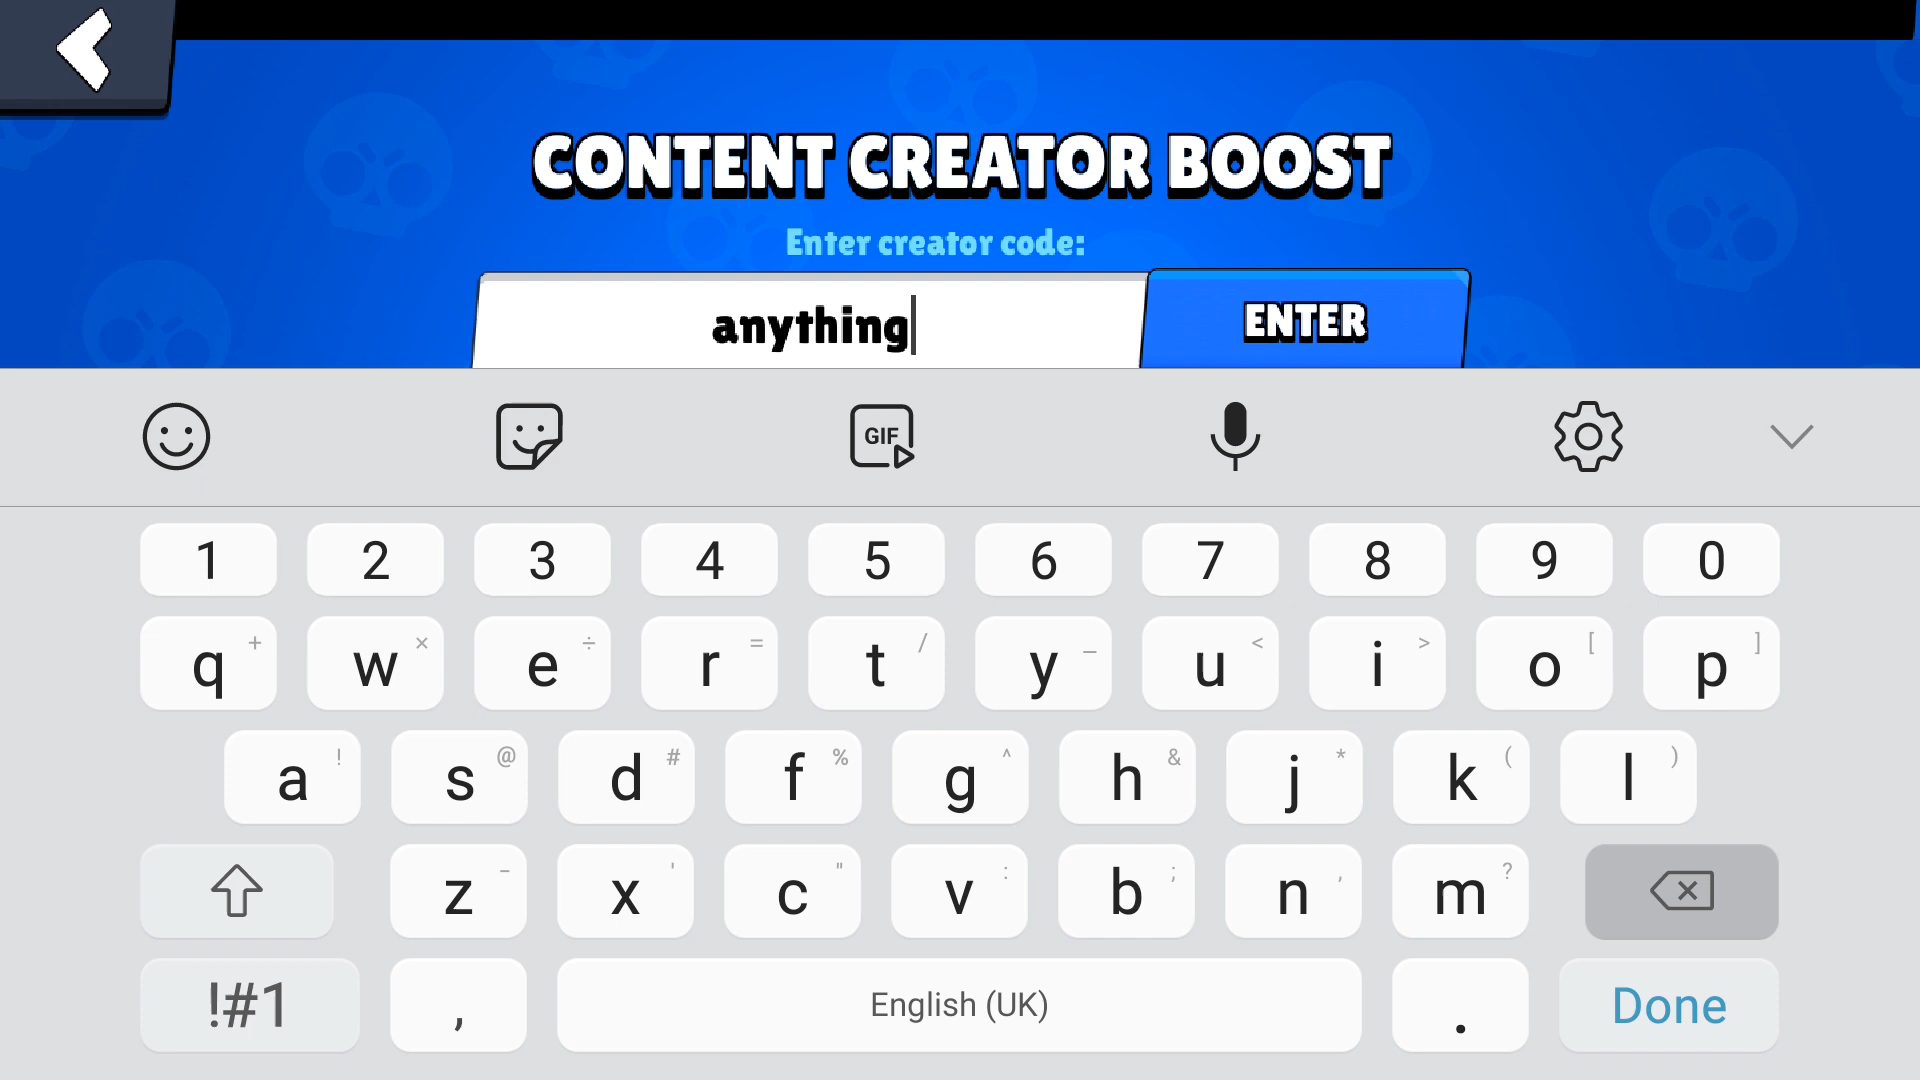 CONTENT CREATOR BOOST
Enter creator code:
anything ENTER
GIF
1 2 3 4 5 6 7 8 9 0
q + w × e ÷ r = t / y _ u < i > o [ p ]
a ! s @ d # f % g ^ h & j * k ( l )
z - x ' c " v : b ; n , m ?
!#1 , English (UK) . Done